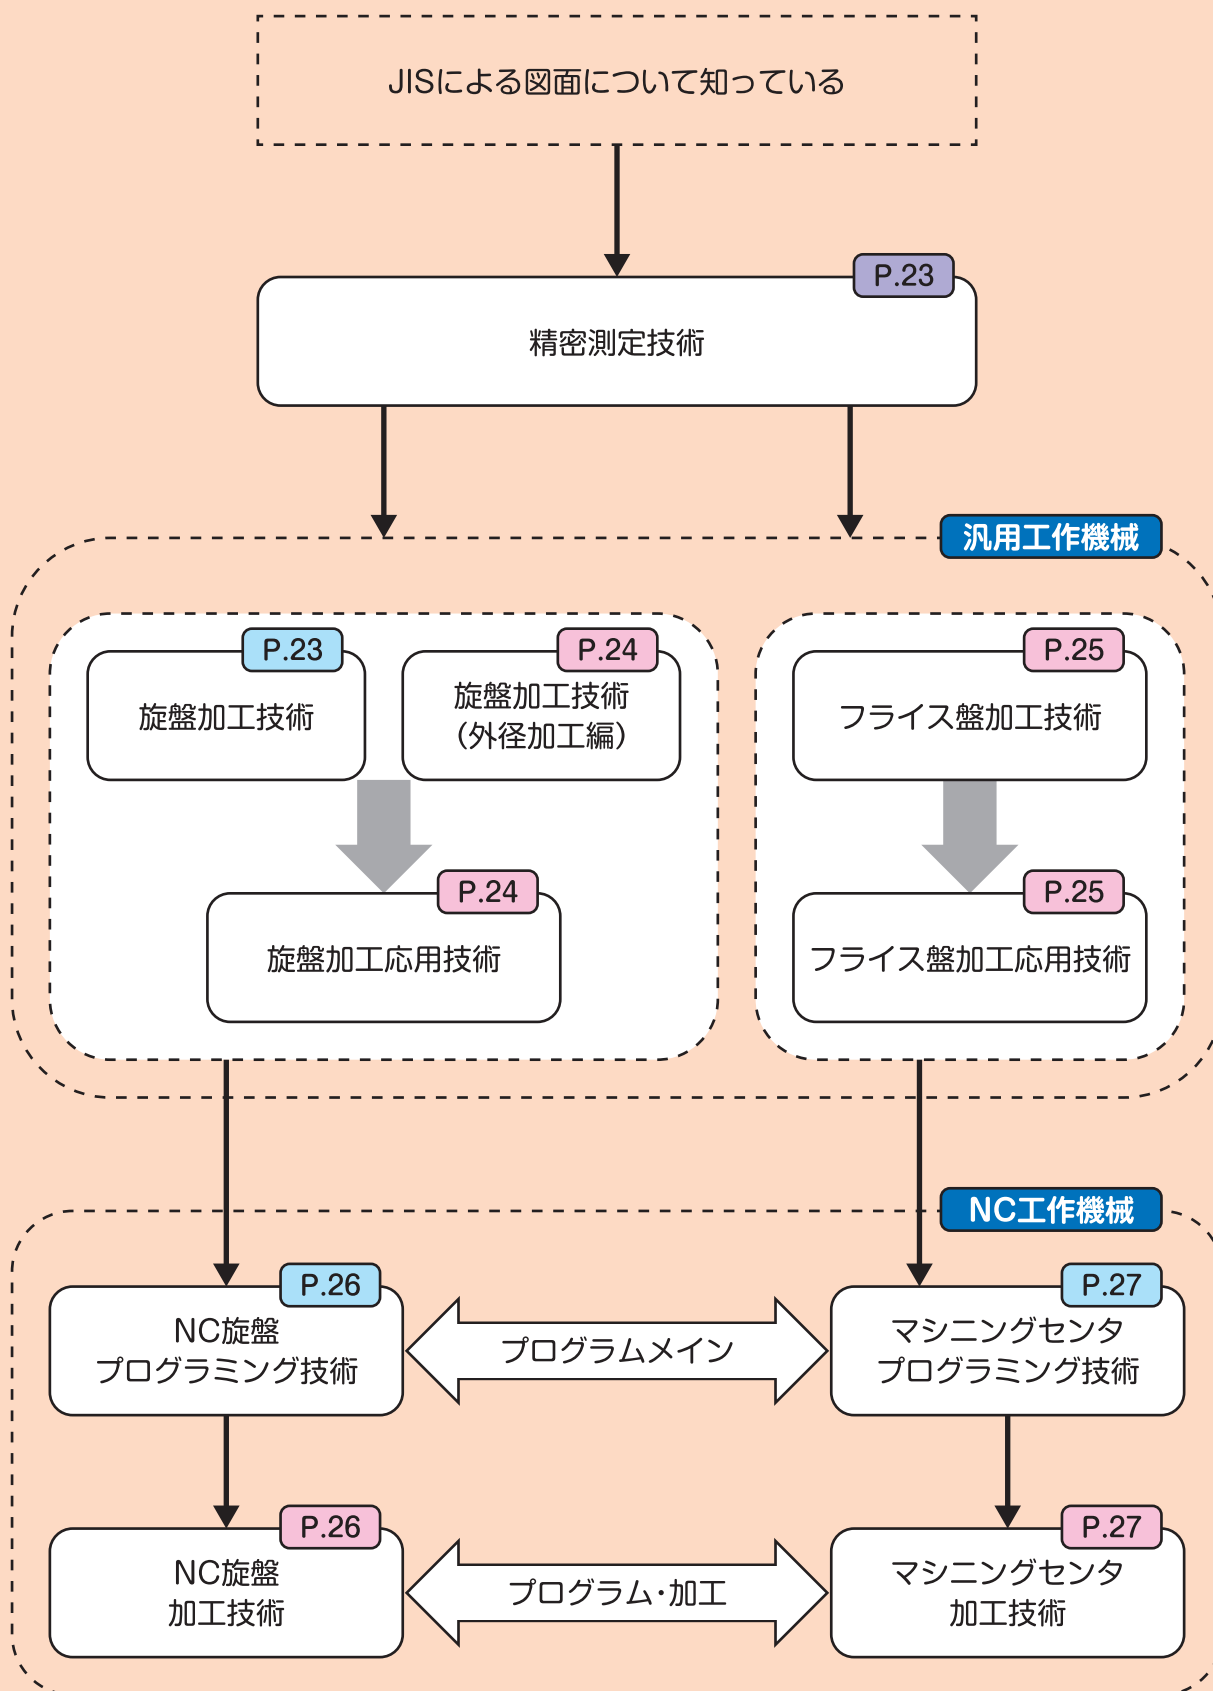 JISによる図面について知っている
P.23
精密測定技術
汎用工作機械
P.23
旋盤加工技術
P.24
旋盤加工技術
(外径加工編)
P.25
フライス盤加工技術
P.24
旋盤加工応用技術
P.25
フライス盤加工応用技術
NC工作機械
P.26
NC旋盤
プログラミング技術
プログラムメイン
P.27
マシニングセンタ
プログラミング技術
P.26
NC旋盤
加工技術
プログラム・加工
P.27
マシニングセンタ
加工技術